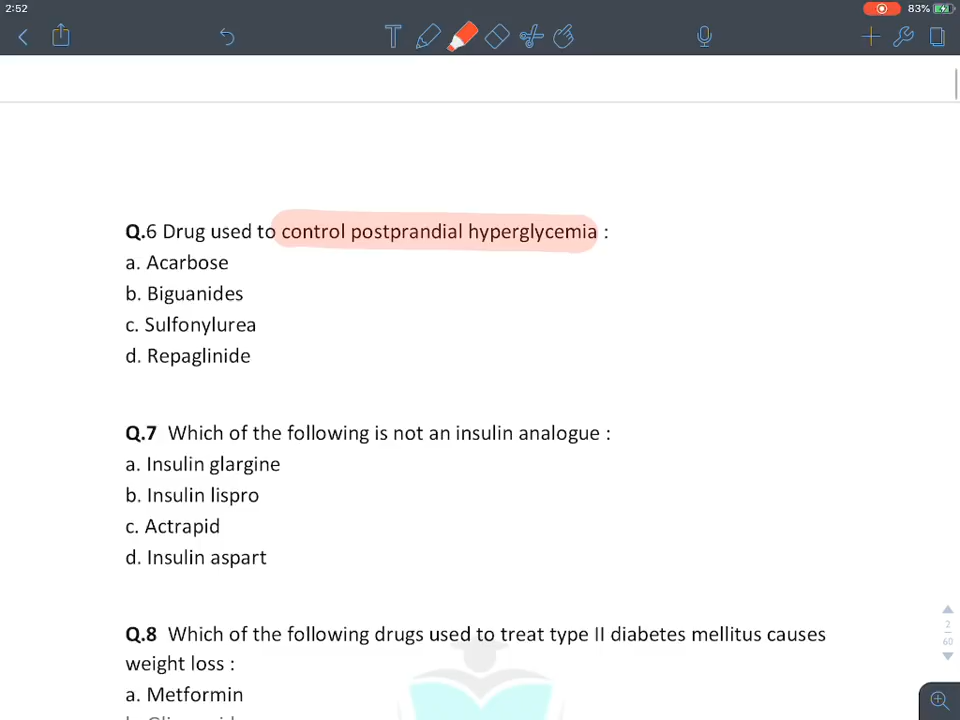 2:52
83%
T
Q.6 Drug used to control postprandial hyperglycemia :
a. Acarbose
b. Biguanides
c. Sulfonylurea
d. Repaglinide
Q.7 Which of the following is not an insulin analogue :
a. Insulin glargine
b. Insulin lispro
c. Actrapid
d. Insulin aspart
2
60
Q.8 Which of the following drugs used to treat type II diabetes mellitus causes
weight loss :
a. Metformin